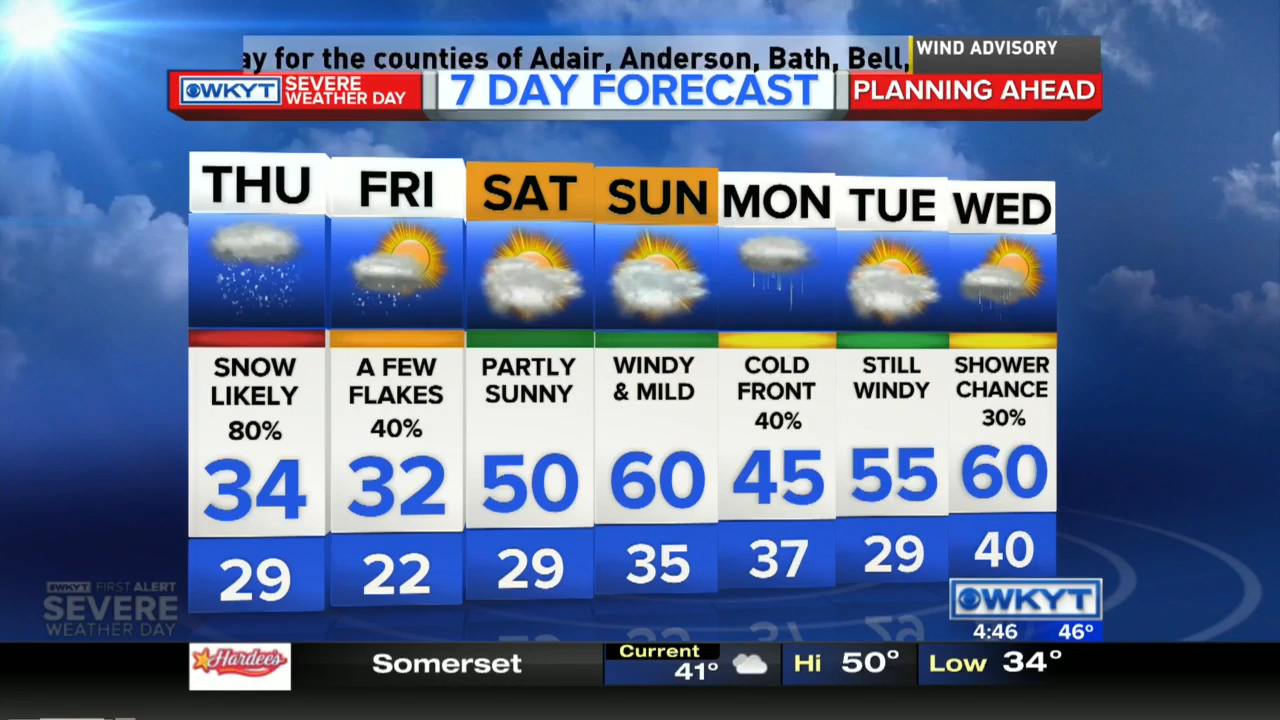 ay for the counties of Adair, Anderson, Bath, Bell,
WIND ADVISORY
WKYT
SEVERE
WEATHER DAY
7 DAY FORECAST
PLANNING AHEAD
THU
FRI
SAT
SUN
MON
TUE
WED
SNOW
LIKELY
80%
34
29
A FEW
FLAKES
40%
32
22
PARTLY
SUNNY
50
29
WINDY
& MILD
60
35
COLD
FRONT
40%
45
37
STILL
WINDY
55
29
SHOWER
CHANCE
30%
60
40
WKYT FIRST ALERT
SEVERE
WEATHER DAY
WKYT
4:46 46°
Hardee's
Somerset
Current
41°
Hi 50°
Low 34°